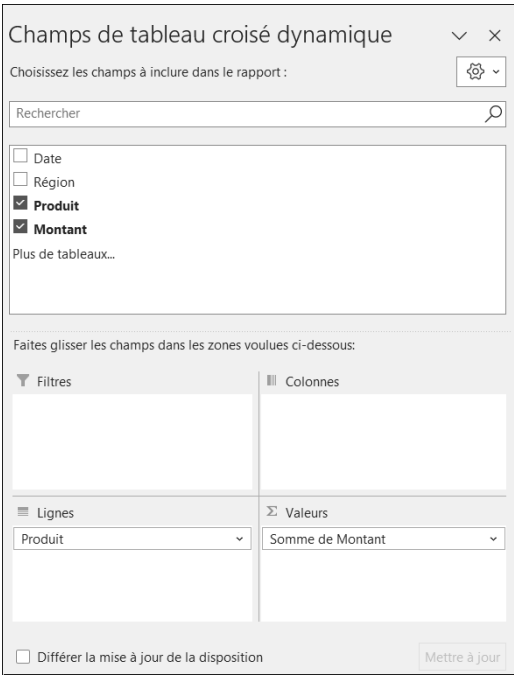 Champs de tableau croisé dynamique
Choisissez les champs à inclure dans le rapport :
Rechercher
Date
Région
Produit
Montant
Plus de tableaux...
Faites glisser les champs dans les zones voulues ci-dessous:
Filtres
Colonnes
Lignes
Σ Valeurs
Produit
Somme de Montant
Différer la mise à jour de la disposition
Mettre à jour